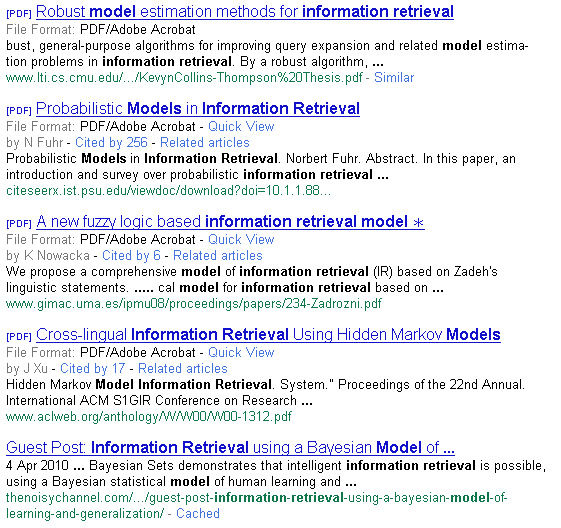 [PDF] Robust model estimation methods for information retrieval
File Format: PDF/Adobe Acrobat
bust, general-purpose algorithms for improving query expansion and related model estima-
tion problems in information retrieval. By a robust algorithm, ...
www.lti.cs.cmu.edu/.../KevynCollins-Thompson%20Thesis.pdf - Similar
[PDF] Probabilistic Models in Information Retrieval
File Format: PDF/Adobe Acrobat - Quick View
by N Fuhr - Cited by 256 - Related articles
Probabilistic Models in Information Retrieval. Norbert Fuhr. Abstract. In this paper, an
introduction and survey over probabilistic information retrieval ...
citeseerx.ist.psu.edu/viewdoc/download?doi=10.1.1.88...
[PDF] A new fuzzy logic based information retrieval model ∗
File Format: PDF/Adobe Acrobat - Quick View
by K Nowacka - Cited by 6 - Related articles
We propose a comprehensive model of information retrieval (IR) based on Zadeh's
linguistic statements. ..... cal model for information retrieval based on ...
www.gimac.uma.es/ipmu08/proceedings/papers/234-Zadrozni.pdf
[PDF] Cross-lingual Information Retrieval Using Hidden Markov Models
File Format: PDF/Adobe Acrobat - Quick View
by J Xu - Cited by 17 - Related articles
Hidden Markov Model Information Retrieval. System." Proceedings of the 22nd Annual.
International ACM S1GIR Conference on Research ...
www.aclweb.org/anthology/W/W00/W00-1312.pdf
Guest Post: Information Retrieval using a Bayesian Model of ...
4 Apr 2010 ... Bayesian Sets demonstrates that intelligent information retrieval is possible,
using a Bayesian statistical model of human learning and ...
thenoisychannel.com/.../guest-post-information-retrieval-using-a-bayesian-model-of-
learning-and-generalization/ - Cached